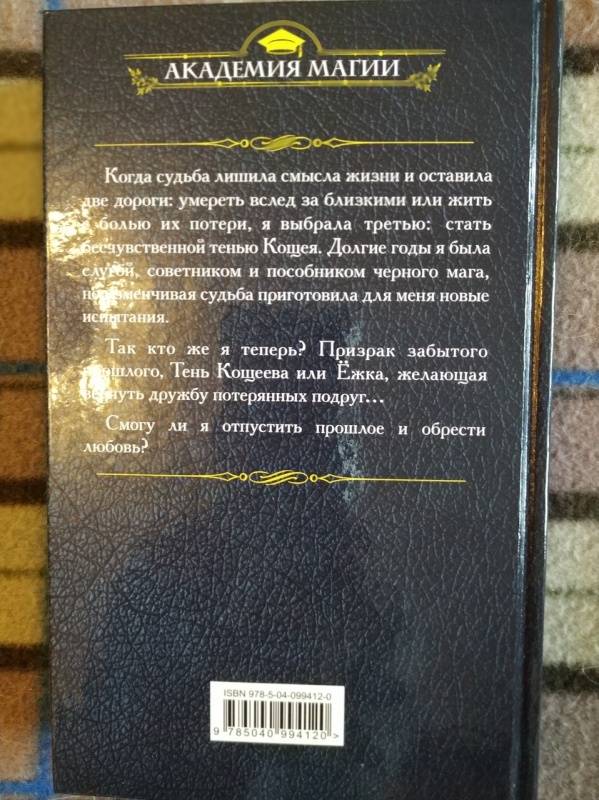 АКАДЕМИЯ МАГИИ
Когда судьба лишила смысла жизни и оставила
две дороги: умереть вслед за близкими или жить
с болью их потери, я выбрала третью: стать
бесчувственной тенью Кощея. Долгие годы я была
слугой, советником и пособником черного мага,
но изменчивая судьба приготовила для меня новые
испытания.
Так кто же я теперь? Призрак забытого
прошлого, Тень Кощеева или Ёжка, желающая
вернуть дружбу потерянных подруг...
Смогу ли я отпустить прошлое и обрести
любовь?
ISBN 978-5-04-099412-0
9 785040 994120 >